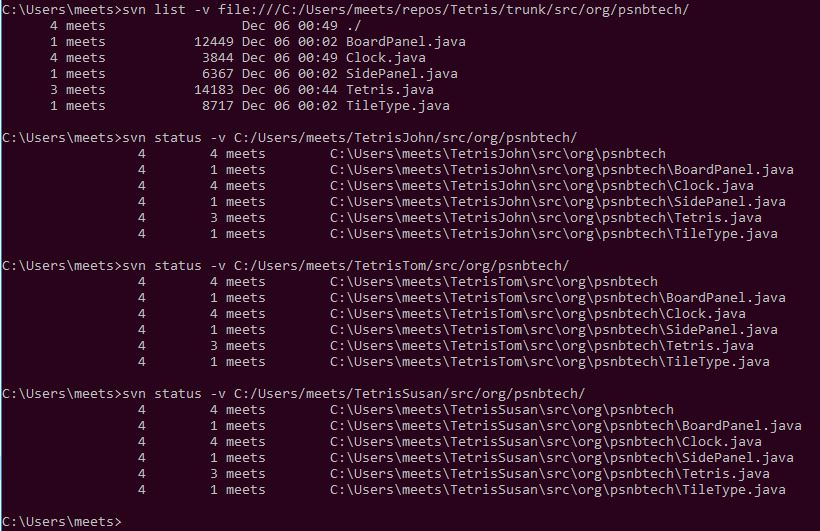 C:\Users\meets>svn list -v file:///C:/Users/meets/repos/Tetris/trunk/src/org/psnbtech/
      4 meets                 Dec 06 00:49 ./
      1 meets           12449 Dec 06 00:02 BoardPanel.java
      4 meets            3844 Dec 06 00:49 Clock.java
      1 meets            6367 Dec 06 00:02 SidePanel.java
      3 meets           14183 Dec 06 00:44 Tetris.java
      1 meets            8717 Dec 06 00:02 TileType.java
C:\Users\meets>svn status -v C:/Users/meets/TetrisJohn/src/org/psnbtech/
                 4        4 meets        C:\Users\meets\TetrisJohn\src\org\psnbtech
                 4        1 meets        C:\Users\meets\TetrisJohn\src\org\psnbtech\BoardPanel.java
                 4        4 meets        C:\Users\meets\TetrisJohn\src\org\psnbtech\Clock.java
                 4        1 meets        C:\Users\meets\TetrisJohn\src\org\psnbtech\SidePanel.java
                 4        3 meets        C:\Users\meets\TetrisJohn\src\org\psnbtech\Tetris.java
                 4        1 meets        C:\Users\meets\TetrisJohn\src\org\psnbtech\TileType.java
C:\Users\meets>svn status -v C:/Users/meets/TetrisTom/src/org/psnbtech/
                 4        4 meets        C:\Users\meets\TetrisTom\src\org\psnbtech
                 4        1 meets        C:\Users\meets\TetrisTom\src\org\psnbtech\BoardPanel.java
                 4        4 meets        C:\Users\meets\TetrisTom\src\org\psnbtech\Clock.java
                 4        1 meets        C:\Users\meets\TetrisTom\src\org\psnbtech\SidePanel.java
                 4        3 meets        C:\Users\meets\TetrisTom\src\org\psnbtech\Tetris.java
                 4        1 meets        C:\Users\meets\TetrisTom\src\org\psnbtech\TileType.java
C:\Users\meets>svn status -v C:/Users/meets/TetrisSusan/src/org/psnbtech/
                 4        4 meets        C:\Users\meets\TetrisSusan\src\org\psnbtech
                 4        1 meets        C:\Users\meets\TetrisSusan\src\org\psnbtech\BoardPanel.java
                 4        4 meets        C:\Users\meets\TetrisSusan\src\org\psnbtech\Clock.java
                 4        1 meets        C:\Users\meets\TetrisSusan\src\org\psnbtech\SidePanel.java
                 4        3 meets        C:\Users\meets\TetrisSusan\src\org\psnbtech\Tetris.java
                 4        1 meets        C:\Users\meets\TetrisSusan\src\org\psnbtech\TileType.java
C:\Users\meets>